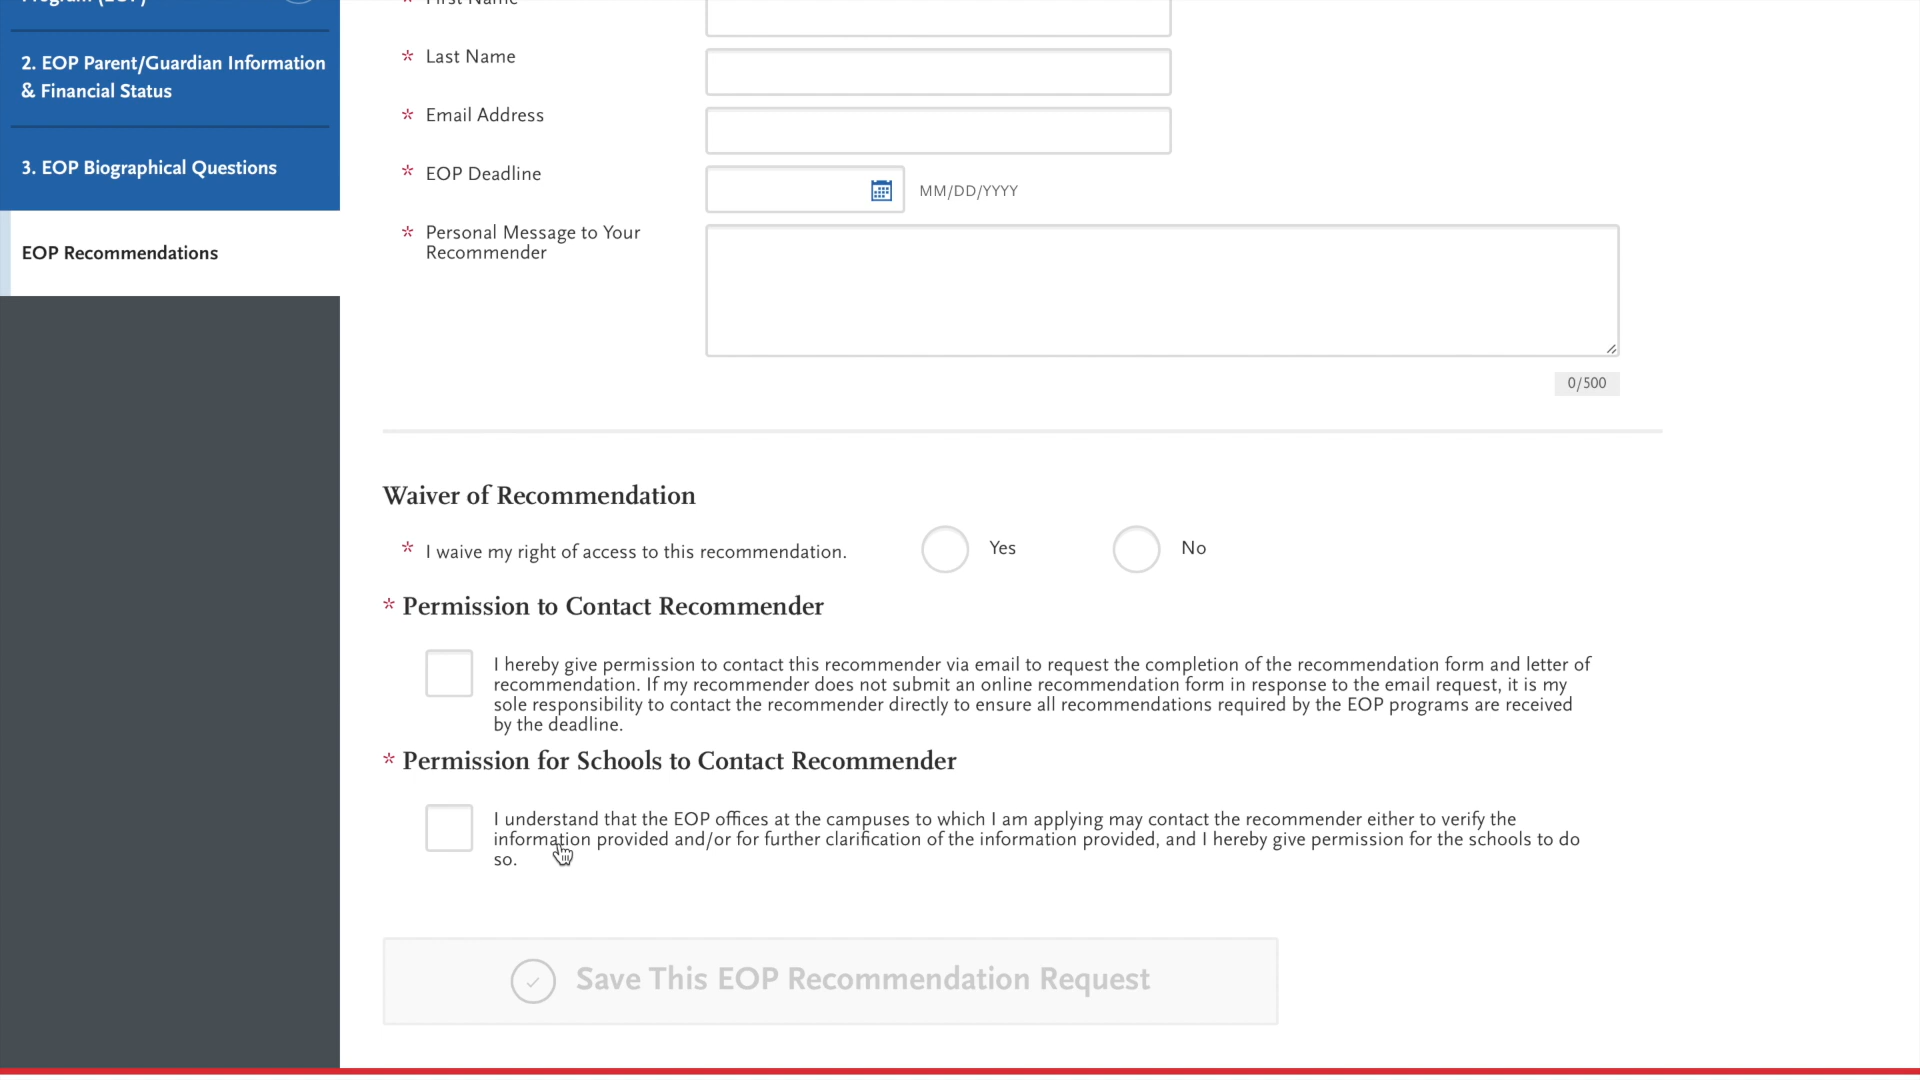 Program (EOP)
2. EOP Parent/Guardian Information
& Financial Status
3. EOP Biographical Questions
EOP Recommendations
* First Name
* Last Name
* Email Address
* EOP Deadline
MM/DD/YYYY
* Personal Message to Your
Recommender
0/500
Waiver of Recommendation
* I waive my right of access to this recommendation.
Yes
No
* Permission to Contact Recommender
I hereby give permission to contact this recommender via email to request the completion of the recommendation form and letter of
recommendation. If my recommender does not submit an online recommendation form in response to the email request, it is my
sole responsibility to contact the recommender directly to ensure all recommendations required by the EOP programs are received
by the deadline.
* Permission for Schools to Contact Recommender
I understand that the EOP offices at the campuses to which I am applying may contact the recommender either to verify the
information provided and/or for further clarification of the information provided, and I hereby give permission for the schools to do
so.
Save This EOP Recommendation Request